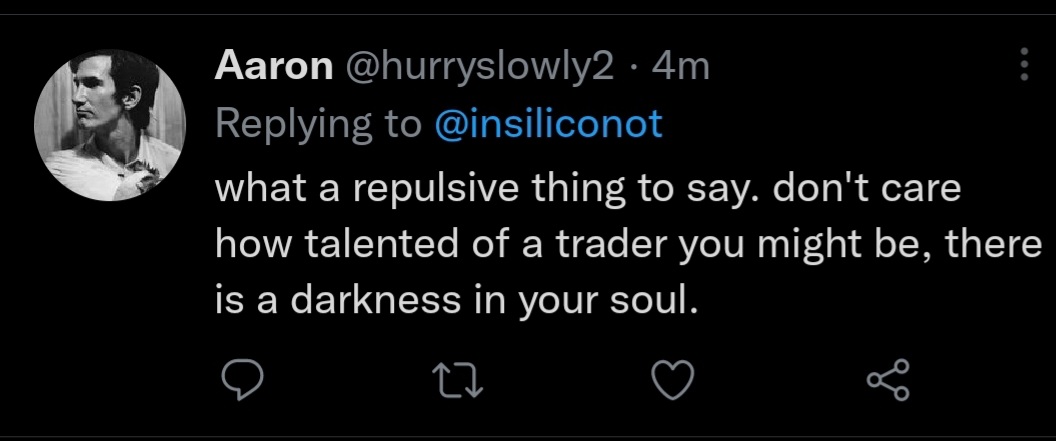 Aaron @hurryslowly2 · 4m
Replying to @insiliconot
what a repulsive thing to say. don't care
how talented of a trader you might be, there
is a darkness in your soul.